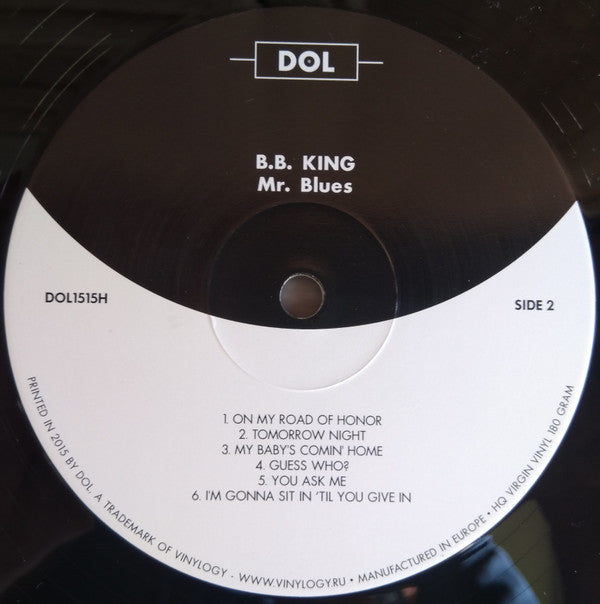 DOL
B.B. KING
Mr. Blues
DOL1515H
SIDE 2
1. ON MY ROAD OF HONOR
2. TOMORROW NIGHT
3. MY BABY'S COMIN' HOME
4. GUESS WHO?
5. YOU ASK ME
6. I'M GONNA SIT IN 'TIL YOU GIVE IN
PRINTED IN 2015 BY DOL, A TRADEMARK OF VINYLOGY - WWW.VINYLOGY.RU • MANUFACTURED IN EUROPE • HQ VIRGIN VINYL 180 GRAM